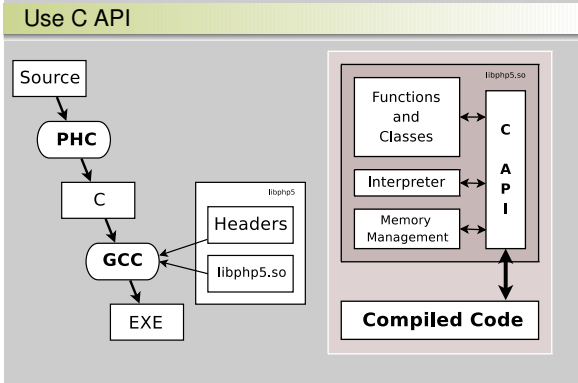 Use C API
Source
PHC
C
GCC
EXE
libphp5
Headers
libphp5.so
libphp5.so
Functions
and
Classes
Interpreter
Memory
Management
C
A
P
I
Compiled Code